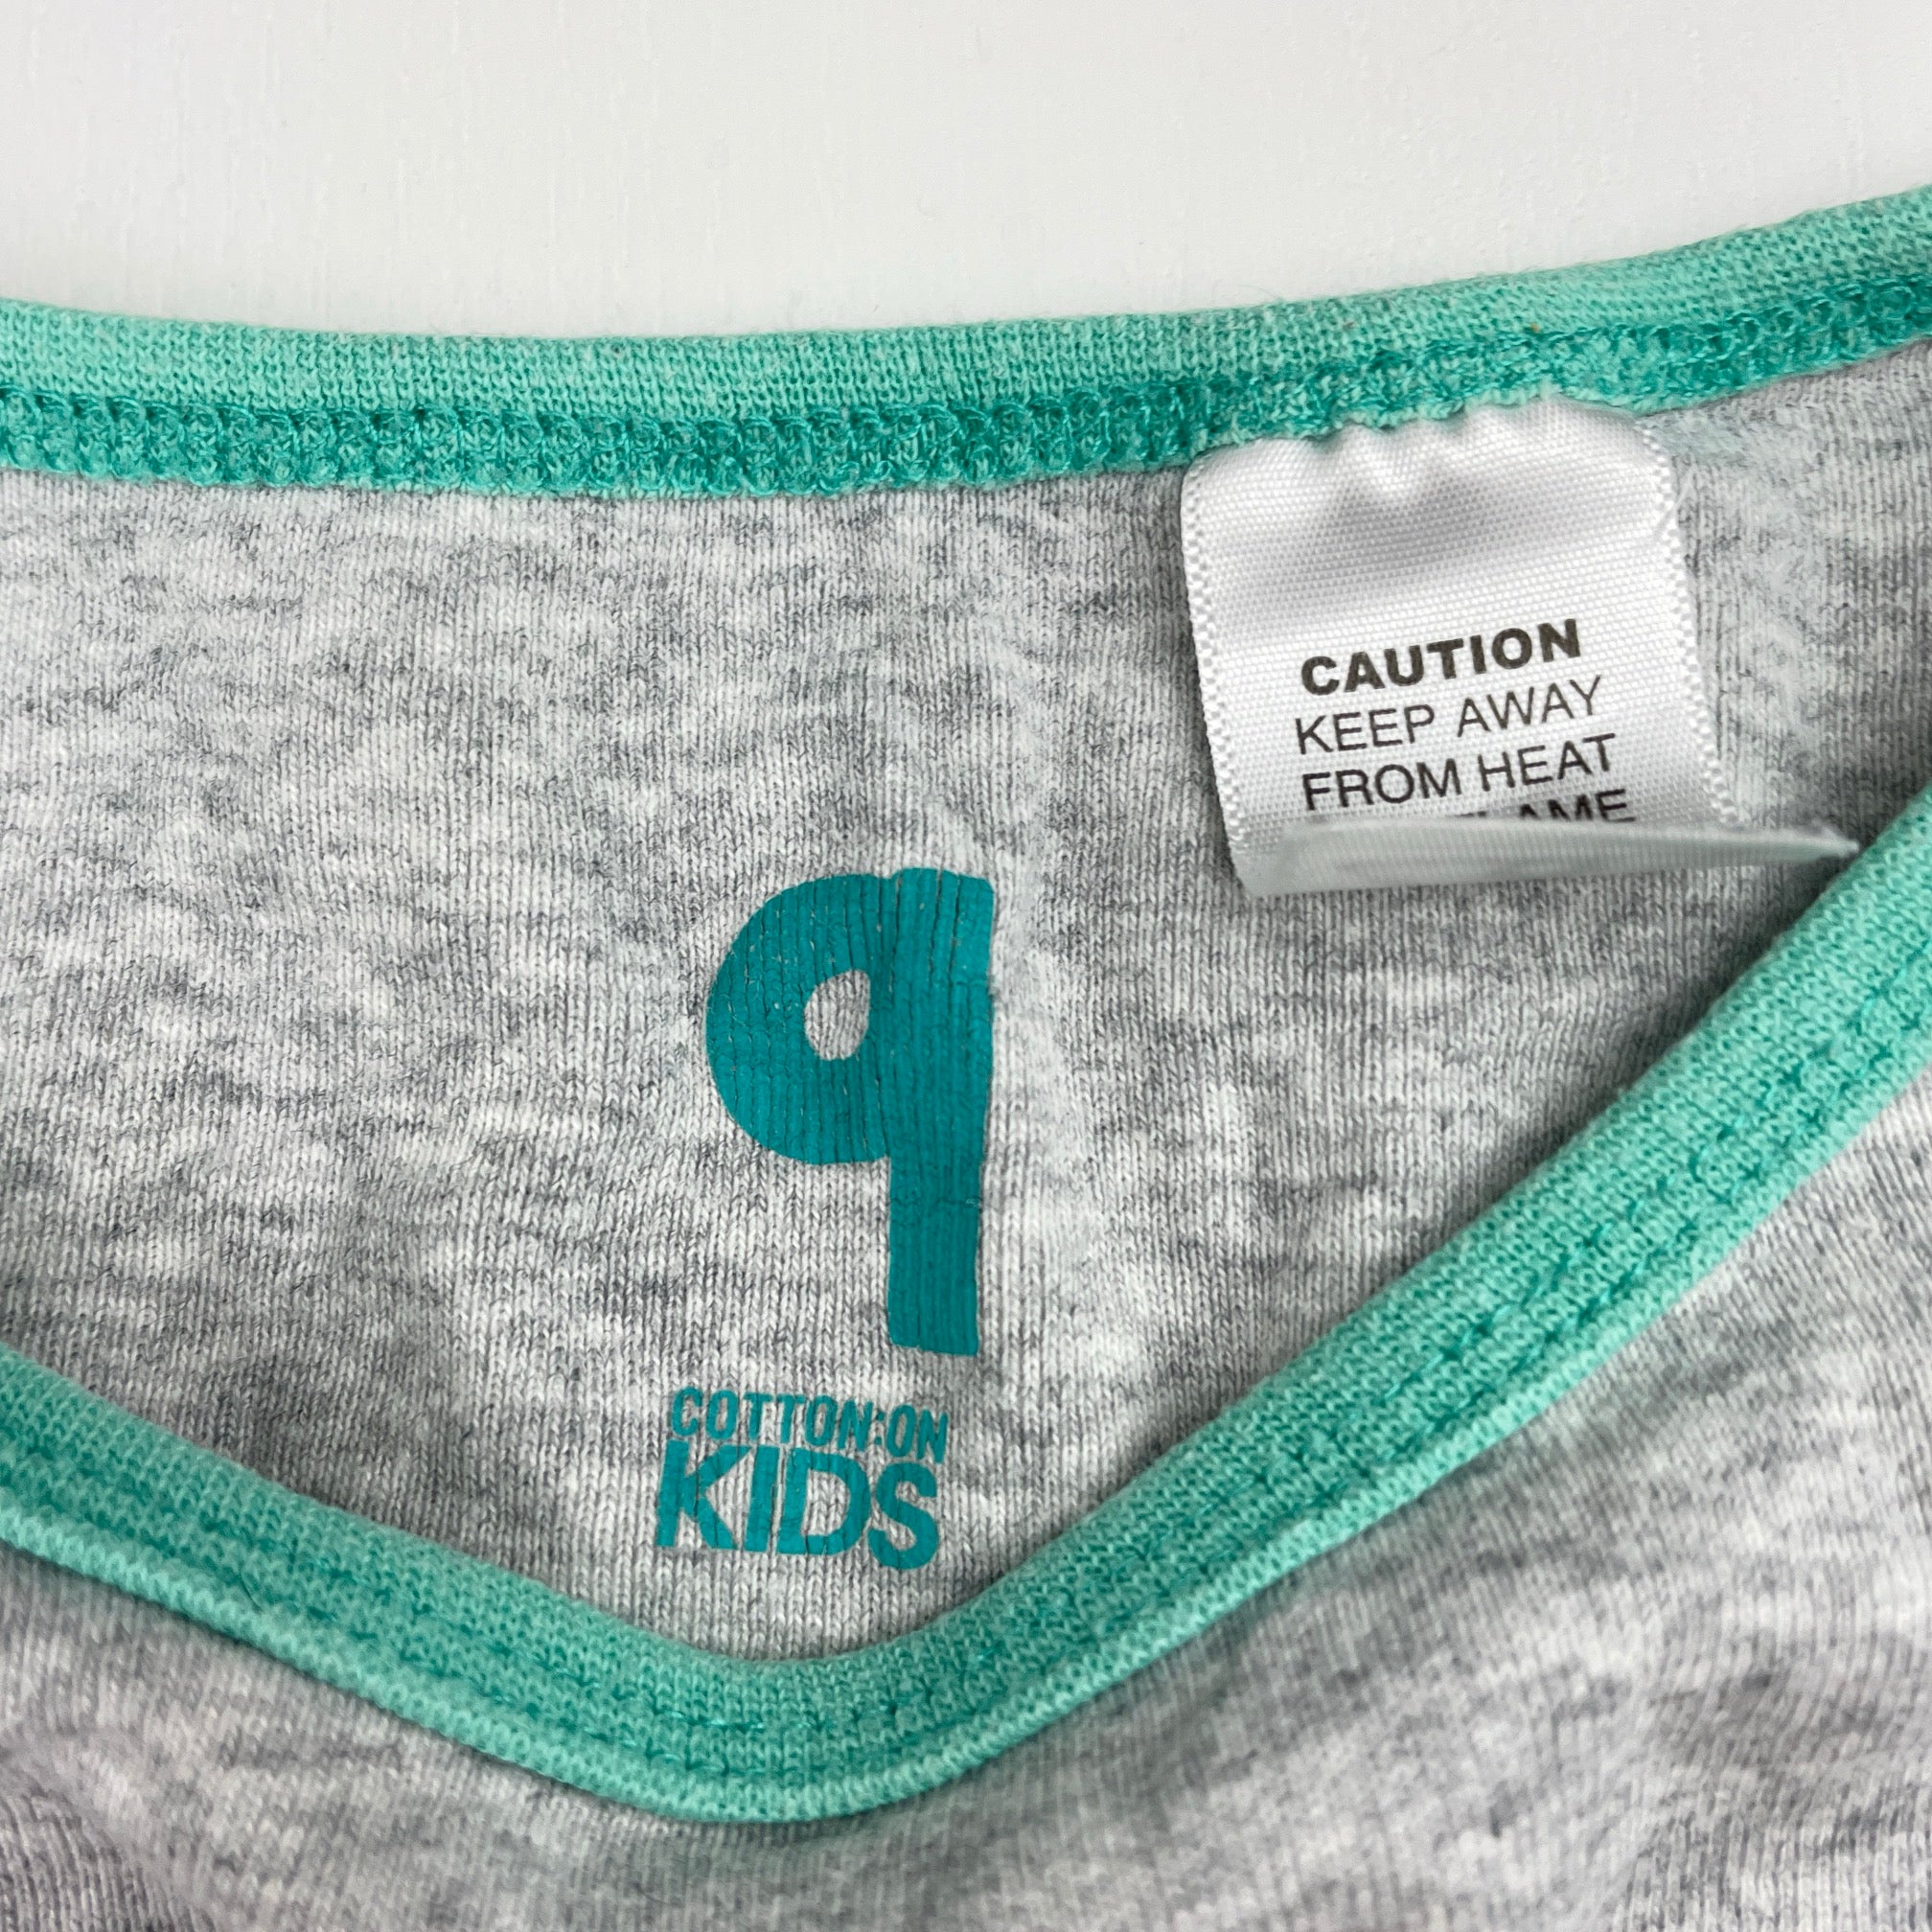 CAUTION
KEEP AWAY
FROM HEAT
9
COTTON:ON
KIDS